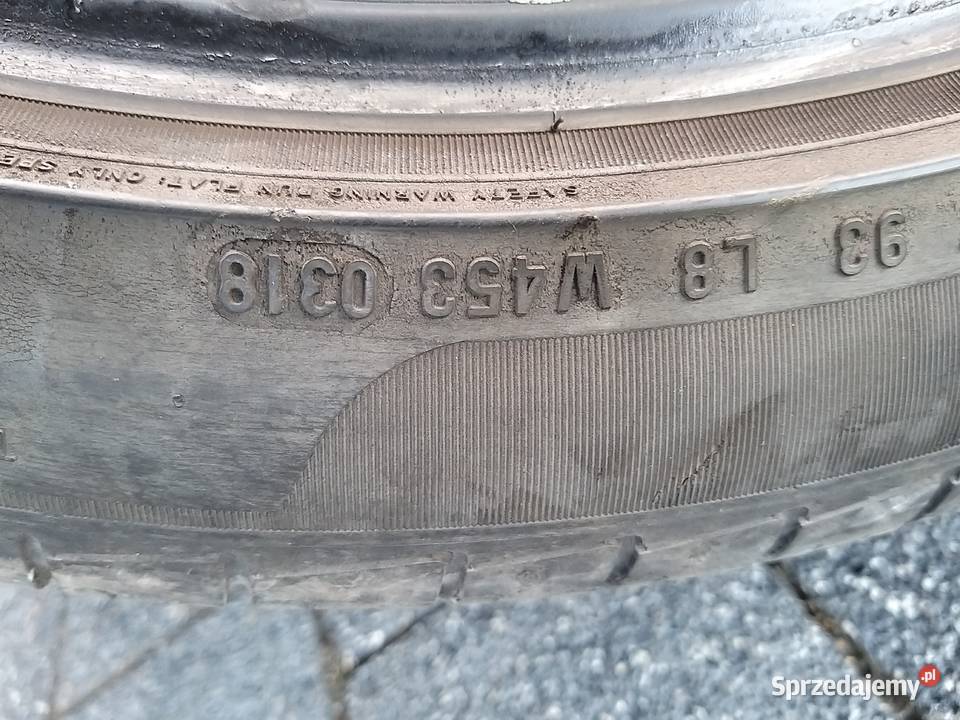 93 L8 W453 0318
SAFETY WARNING RUN FLAT: ONLY
Sprzedajemy.pl